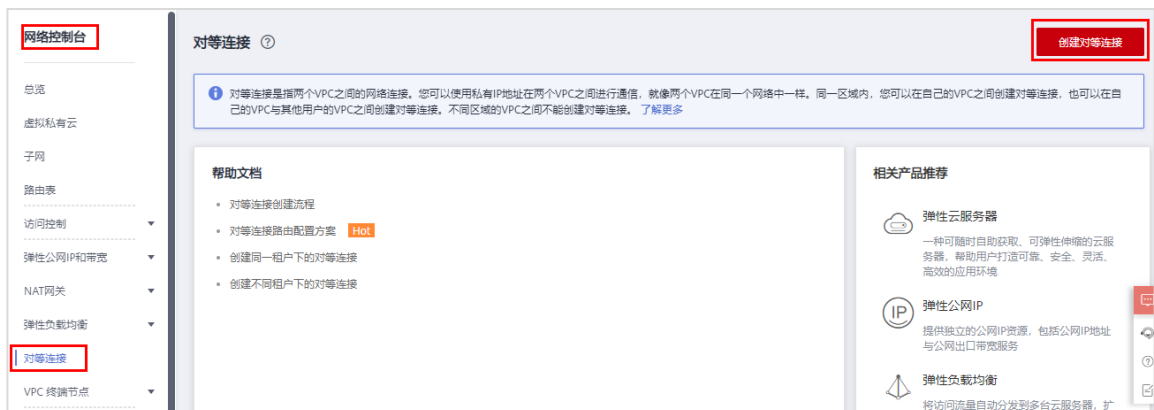 网络控制台
总览
虚拟私有云
子网
路由表
访问控制
弹性公网IP和带宽
NAT网关
弹性负载均衡
对等连接
VPC 终端节点
对等连接
创建对等连接
对等连接是指两个VPC之间的网络连接。您可以使用私有IP地址在两个VPC之间进行通信，就像两个VPC在同一个网络中一样。同一区域内，您可以在自己的VPC之间创建对等连接，也可以在自
己的VPC与其他用户的VPC之间创建对等连接。不同区域的VPC之间不能创建对等连接。 了解更多
帮助文档
对等连接创建流程
对等连接路由配置方案 Hot
创建同一租户下的对等连接
创建不同租户下的对等连接
相关产品推荐
弹性云服务器
一种可随时自助获取、可弹性伸缩的云服
务器，帮助用户打造可靠、安全、灵活、
高效的应用环境
IP
弹性公网IP
提供独立的公网IP资源，包括公网IP地址
与公网出口带宽服务
弹性负载均衡
将访问流量自动分发到多台云服务器，扩